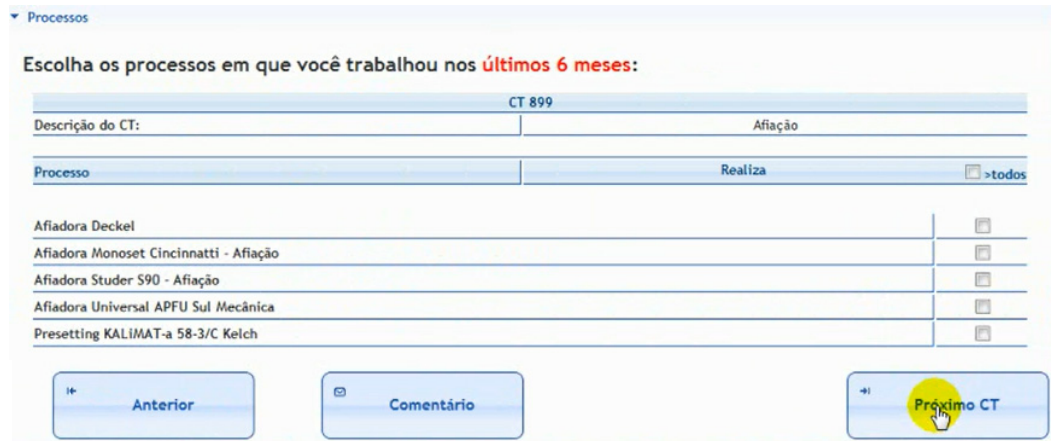 Processos
Escolha os processos em que você trabalhou nos últimos 6 meses:
CT 899
Descrição do CT: Afiação
Processo Realiza >todos
Afiadora Deckel
Afiadora Monoset Cincinnatti - Afiação
Afiadora Studer S90 - Afiação
Afiadora Universal APFU Sul Mecânica
Presetting KALiMAT-a 58-3/C Kelch
Anterior Comentário Próximo CT